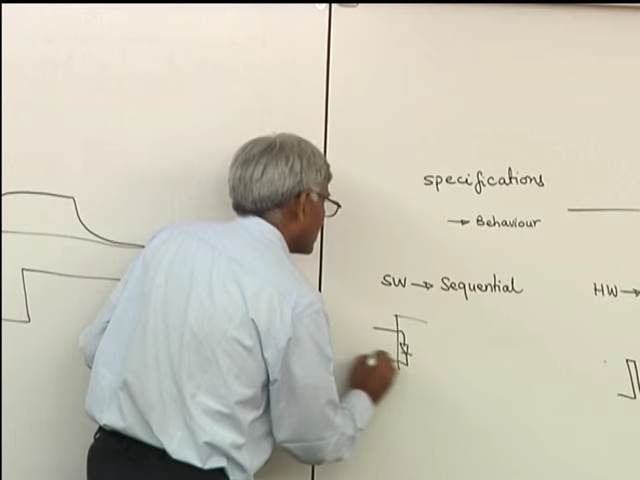 specifications
→ Behaviour
SW → Sequential
HW →